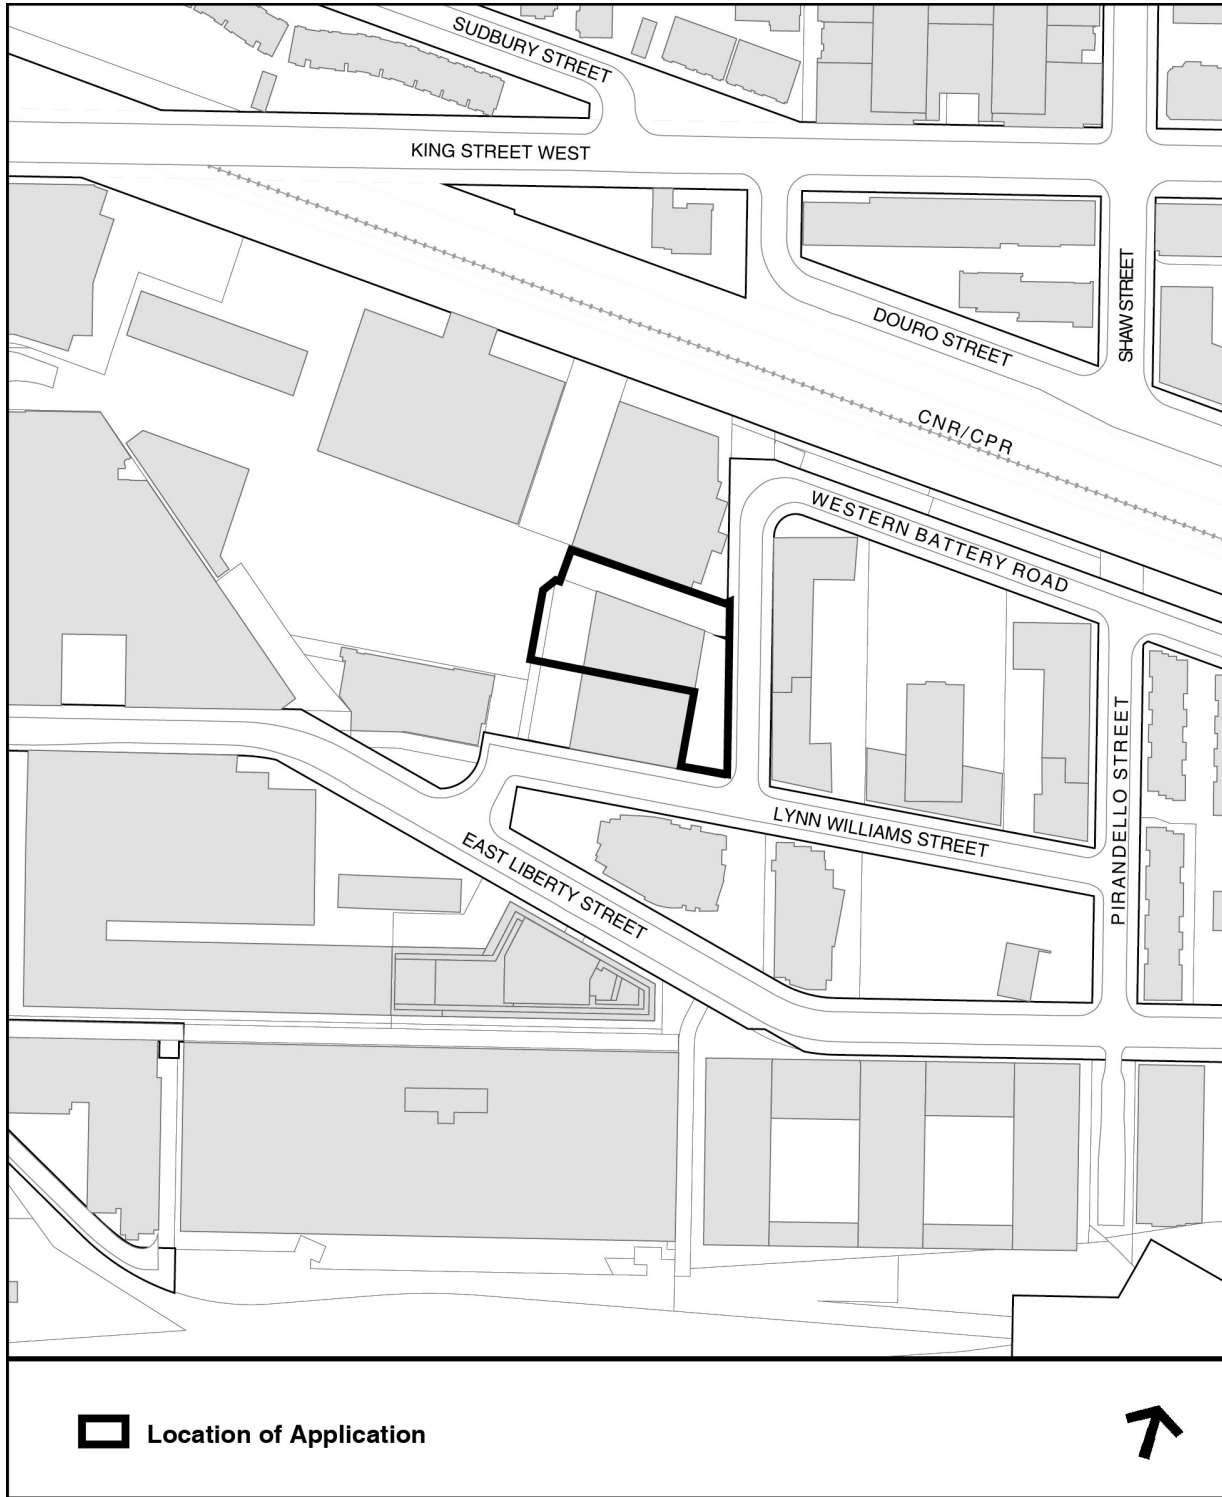 SUDBURY STREET
KING STREET WEST
SHAW STREET
DOURO STREET
CNR/CPR
WESTERN BATTERY ROAD
PIRANDELLO STREET
LYNN WILLIAMS STREET
EAST LIBERTY STREET
Location of Application